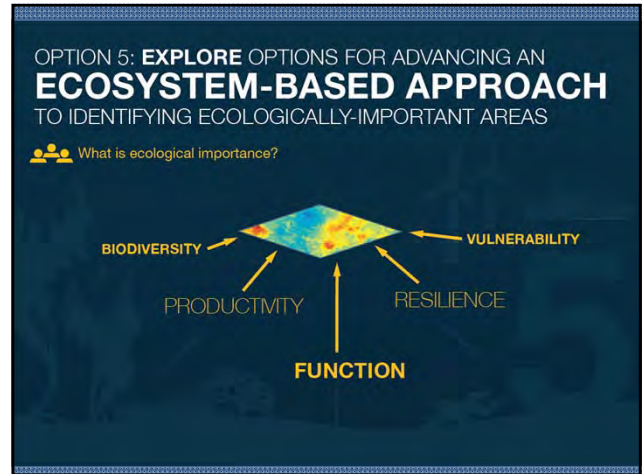 OPTION 5: EXPLORE OPTIONS FOR ADVANCING AN
ECOSYSTEM-BASED APPROACH
TO IDENTIFYING ECOLOGICALLY-IMPORTANT AREAS
What is ecological importance?
BIODIVERSITY
VULNERABILITY
PRODUCTIVITY
RESILIENCE
FUNCTION
5